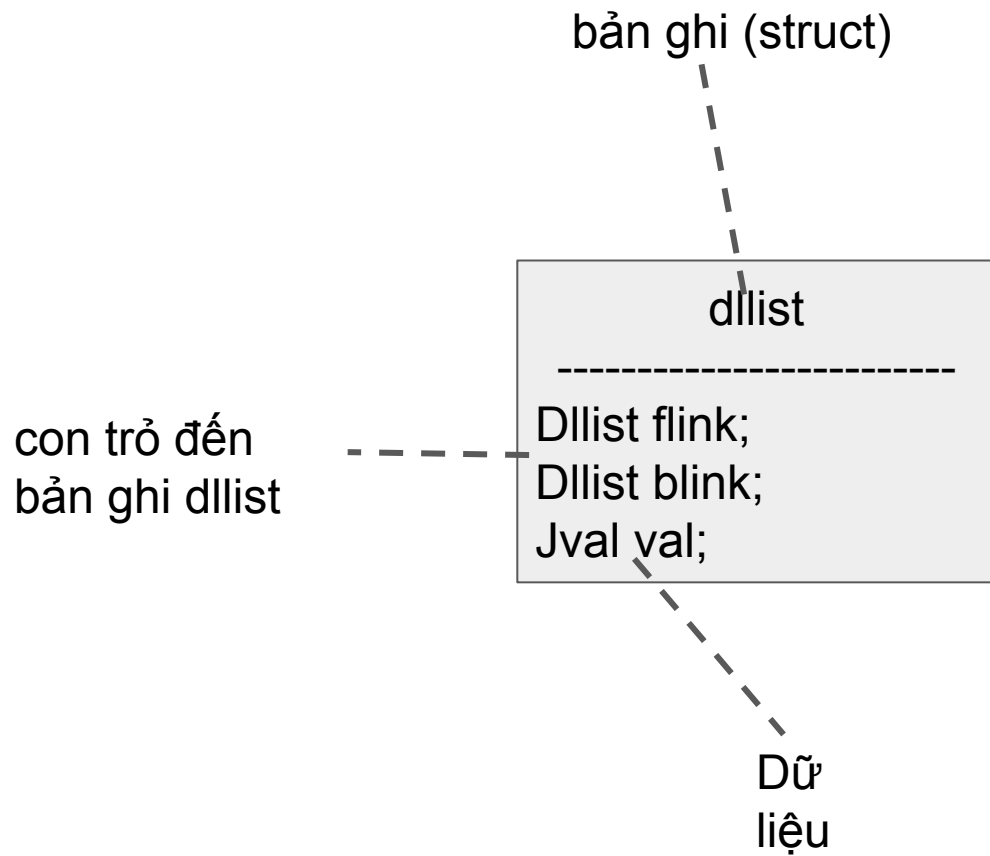 bản ghi (struct)
dllist
-------------------------
Dllist flink;
con trỏ đến
bản ghi dllist
Dllist blink;
Jval val;
Dữ
liệu